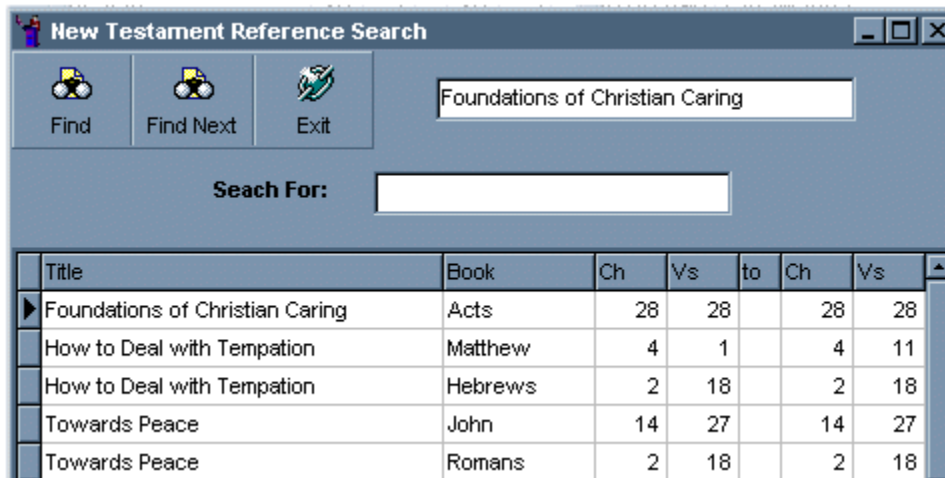 New Testament Reference Search
Find Find Next Exit
Foundations of Christian Caring
Seach For:
Title Book Ch Vs to Ch Vs
Foundations of Christian Caring Acts 28 28 28 28
How to Deal with Tempation Matthew 4 1 4 11
How to Deal with Tempation Hebrews 2 18 2 18
Towards Peace John 14 27 14 27
Towards Peace Romans 2 18 2 18